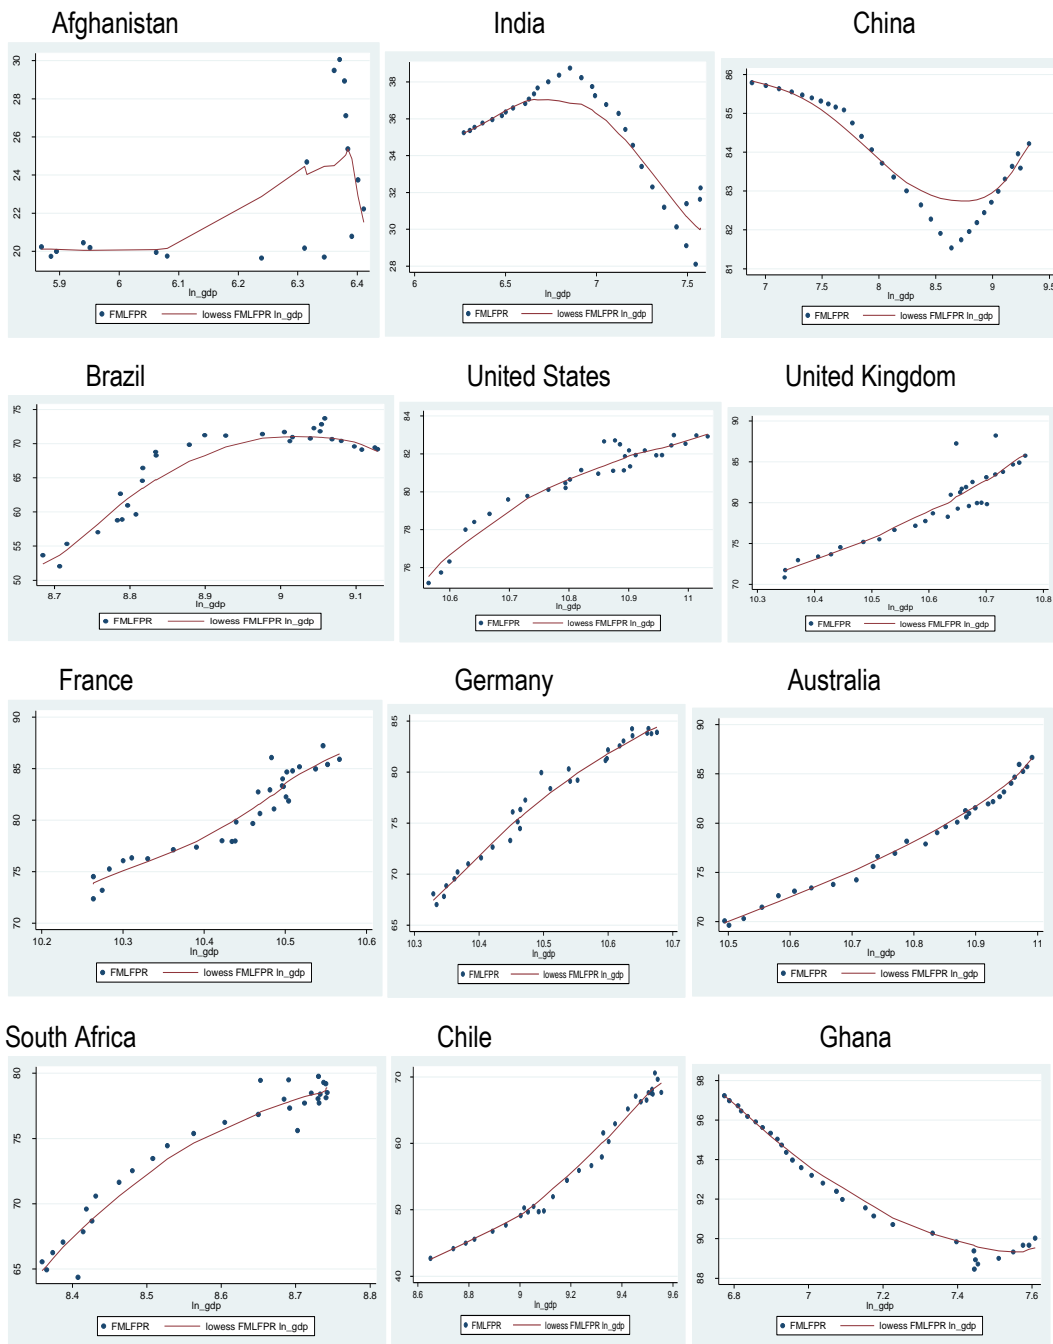 Afghanistan
India
China
30
28
26
24
22
20
5.9
6
6.1
6.2
6.3
6.4
ln_gdp
FMLFPR
lowess FMLFPR ln_gdp
38
36
34
32
30
28
6
6.5
7
7.5
ln_gdp
FMLFPR
lowess FMLFPR ln_gdp
86
85
84
83
82
81
7
7.5
8
8.5
9
9.5
ln_gdp
FMLFPR
lowess FMLFPR ln_gdp
Brazil
United States
United Kingdom
75
70
65
60
55
50
8.7
8.8
8.9
9
9.1
ln_gdp
FMLFPR
lowess FMLFPR ln_gdp
84
82
80
78
76
10.6
10.7
10.8
10.9
11
ln_gdp
FMLFPR
lowess FMLFPR ln_gdp
90
85
80
75
70
10.3
10.4
10.5
10.6
10.7
10.8
ln_gdp
FMLFPR
lowess FMLFPR ln_gdp
France
Germany
Australia
90
85
80
75
70
10.2
10.3
10.4
10.5
10.6
ln_gdp
FMLFPR
lowess FMLFPR ln_gdp
85
80
75
70
65
10.3
10.4
10.5
10.6
10.7
ln_gdp
FMLFPR
lowess FMLFPR ln_gdp
90
85
80
75
70
10.5
10.6
10.7
10.8
10.9
11
ln_gdp
FMLFPR
lowess FMLFPR ln_gdp
South Africa
Chile
Ghana
80
75
70
65
8.4
8.5
8.6
8.7
8.8
ln_gdp
FMLFPR
lowess FMLFPR ln_gdp
70
60
50
40
8.6
8.8
9
9.2
9.4
9.6
ln_gdp
FMLFPR
lowess FMLFPR ln_gdp
98
96
94
92
90
88
6.8
7
7.2
7.4
7.6
ln_gdp
FMLFPR
lowess FMLFPR ln_gdp